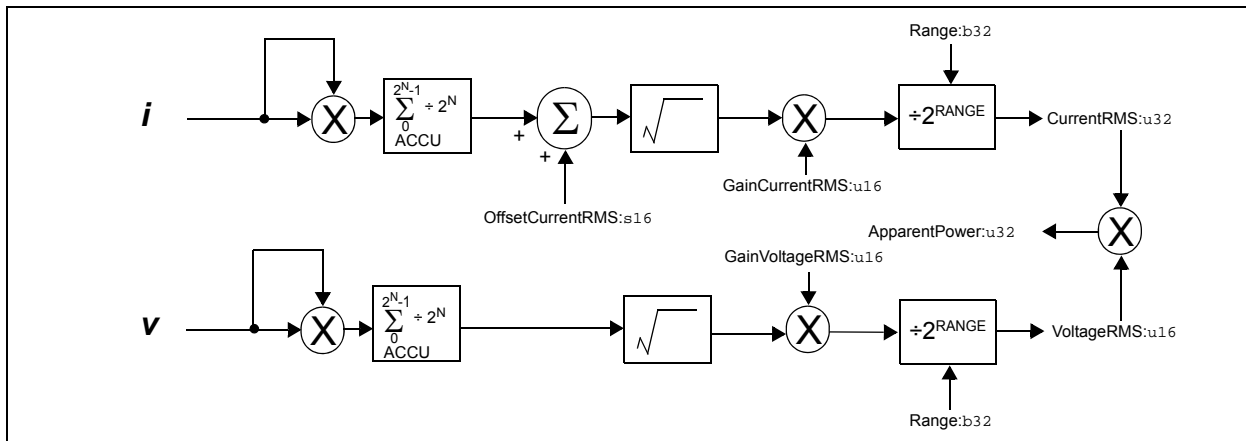 Range:b32
i
X
2^N-1
∑ ÷ 2^N
0
ACCU
+
+
Σ
√
X
÷2^RANGE
CurrentRMS:u32
GainCurrentRMS:u16
OffsetCurrentRMS:s16
ApparentPower:u32
X
GainVoltageRMS:u16
v
X
2^N-1
∑ ÷ 2^N
0
ACCU
√
X
÷2^RANGE
VoltageRMS:u16
Range:b32